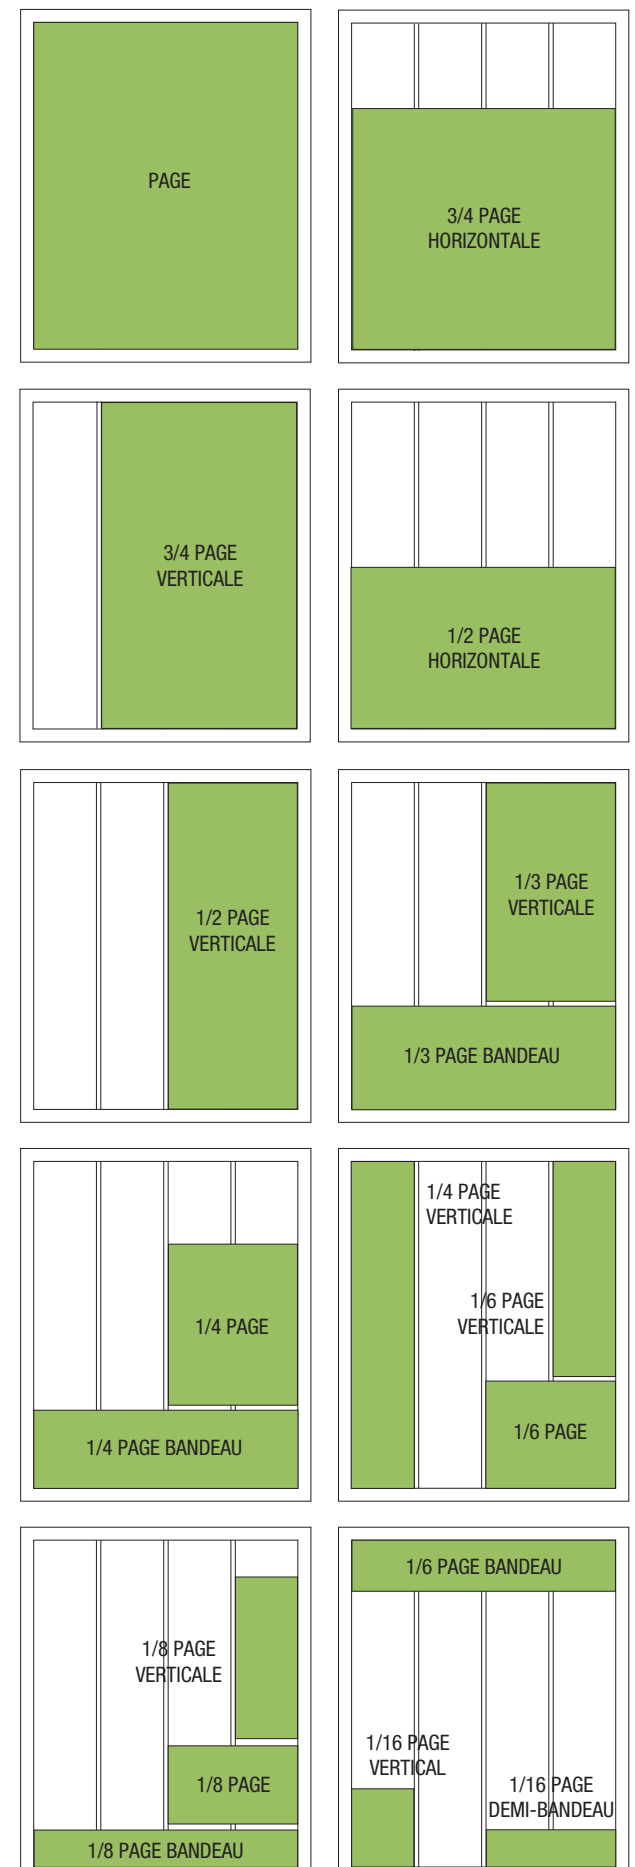 PAGE
3/4 PAGE
HORIZONTALE
3/4 PAGE
VERTICALE
1/2 PAGE
HORIZONTALE
1/2 PAGE
VERTICALE
1/3 PAGE
VERTICALE
1/3 PAGE BANDEAU
1/4 PAGE
1/4 PAGE BANDEAU
1/4 PAGE
VERTICALE
1/6 PAGE
VERTICALE
1/6 PAGE
1/8 PAGE
VERTICALE
1/8 PAGE
1/8 PAGE BANDEAU
1/6 PAGE BANDEAU
1/16 PAGE
VERTICAL
1/16 PAGE
DEMI-BANDEAU